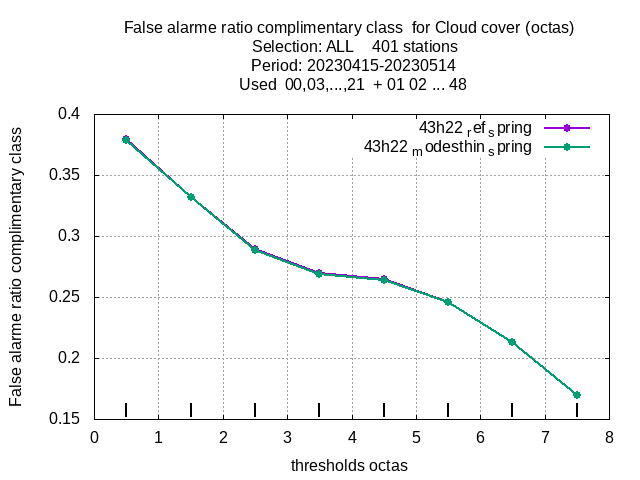 False alarme ratio complimentary class  for Cloud cover (octas)
Selection: ALL    401 stations
Period: 20230415-20230514
Used  00,03,...,21  + 01 02 ... 48
43h22 ref spring
43h22 modesthin spring
False alarme ratio complimentary class
0.4
0.35
0.3
0.25
0.2
0.15
0 1 2 3 4 5 6 7 8
thresholds octas